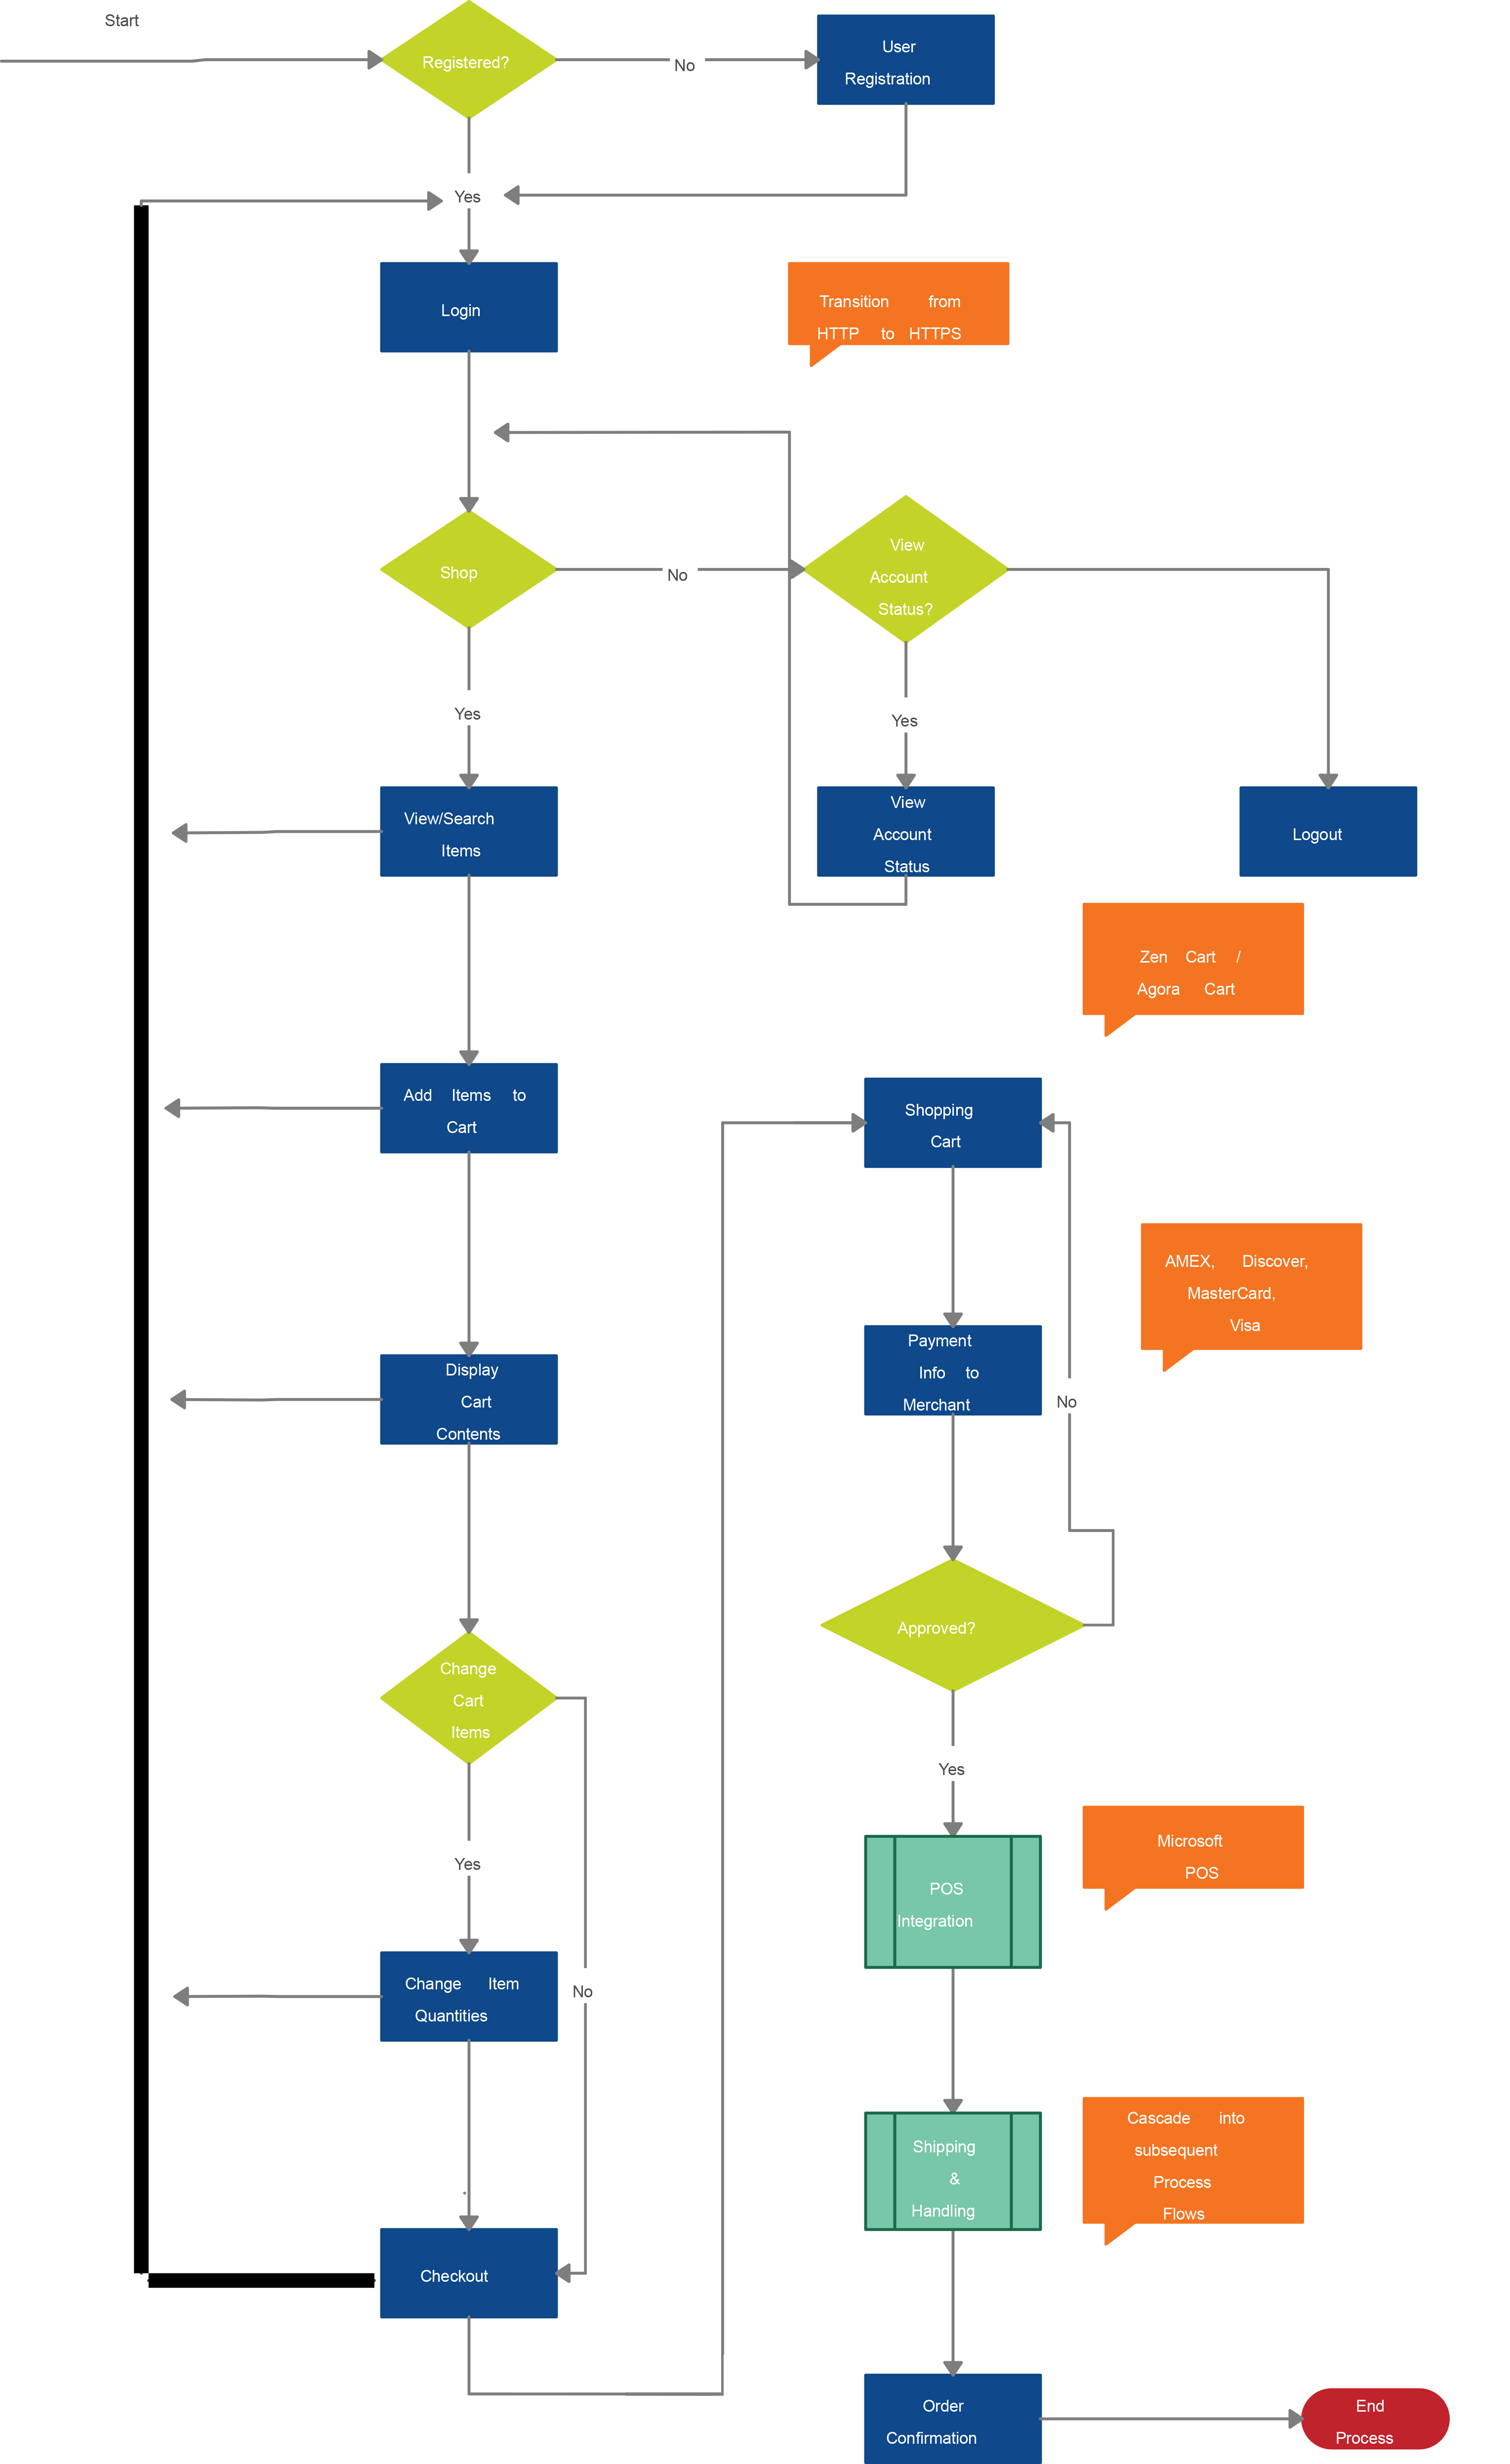 Start
Registered?
No
User
Registration
Yes
Login
Transition from
HTTP to HTTPS
Shop
No
View
Account
Status?
Yes
Yes
View/Search
Items
View
Account
Status
Logout
Zen Cart /
Agora Cart
Add Items to
Cart
Shopping
Cart
AMEX, Discover,
MasterCard,
Visa
Display
Cart
Contents
Payment
Info to
Merchant
No
Approved?
Change
Cart
Items
Yes
Yes
Microsoft
POS
POS
Integration
Change Item
Quantities
No
Shipping
&
Handling
Cascade into
subsequent
Process
Flows
Checkout
Order
Confirmation
End
Process